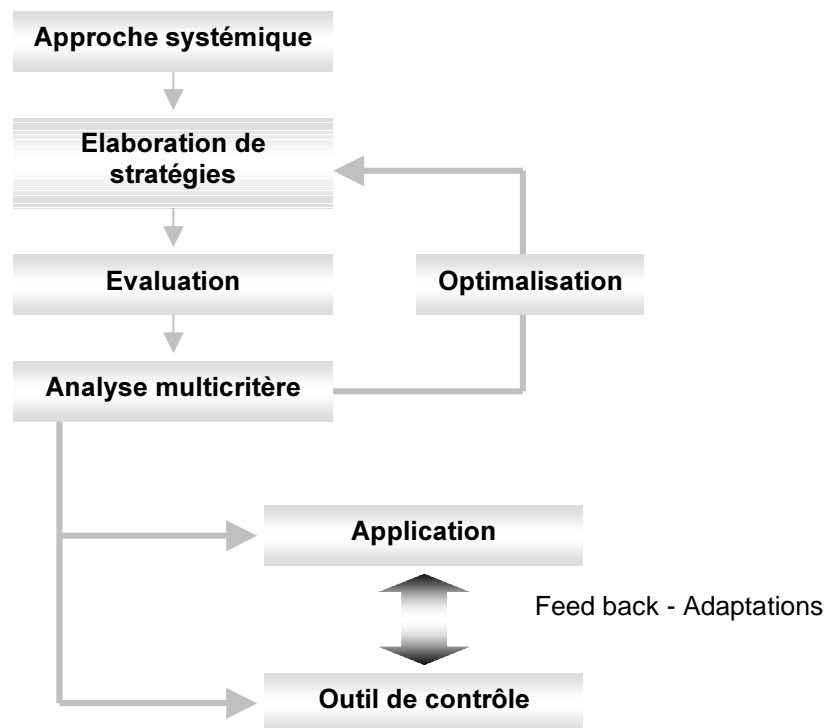 Approche systémique
Elaboration de
stratégies
Evaluation
Optimalisation
Analyse multicritère
Application
Feed back - Adaptations
Outil de contrôle